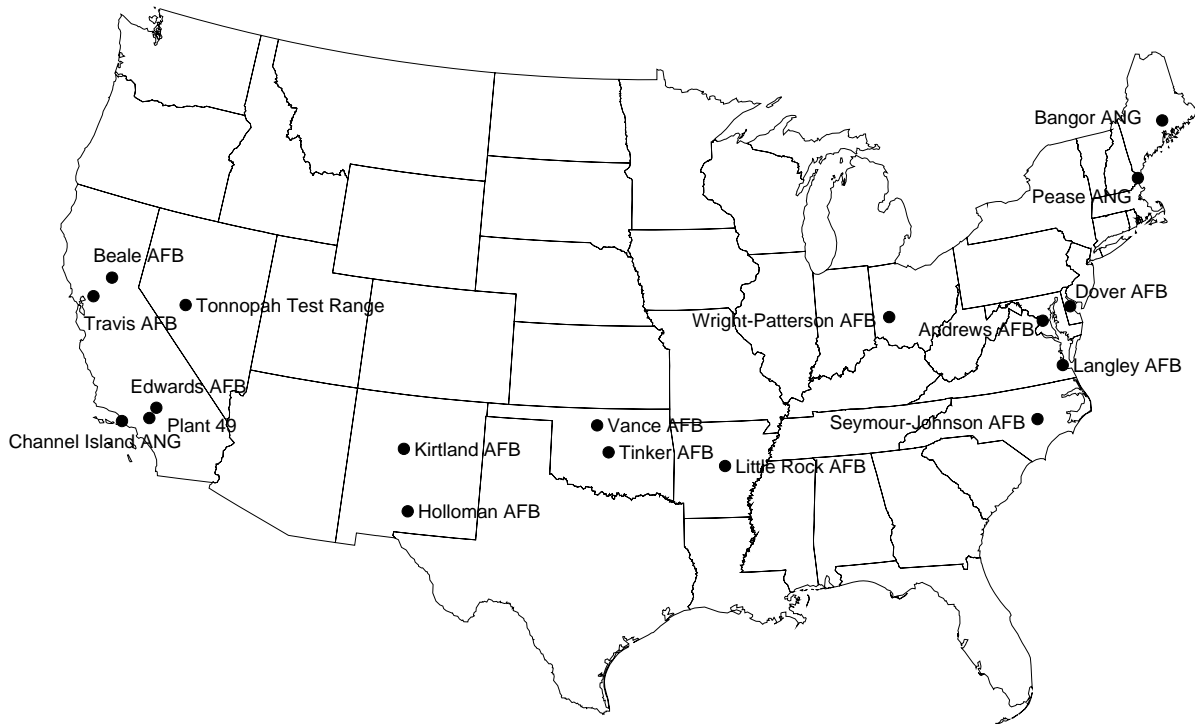 Bangor ANG
Pease ANG
Beale AFB
Dover AFB
Tonnopah Test Range
Travis AFB
Wright-Patterson AFB
Andrews AFB
Langley AFB
Edwards AFB
Plant 49
Channel Island ANG
Vance AFB
Seymour-Johnson AFB
Kirtland AFB
Tinker AFB
Little Rock AFB
Holloman AFB